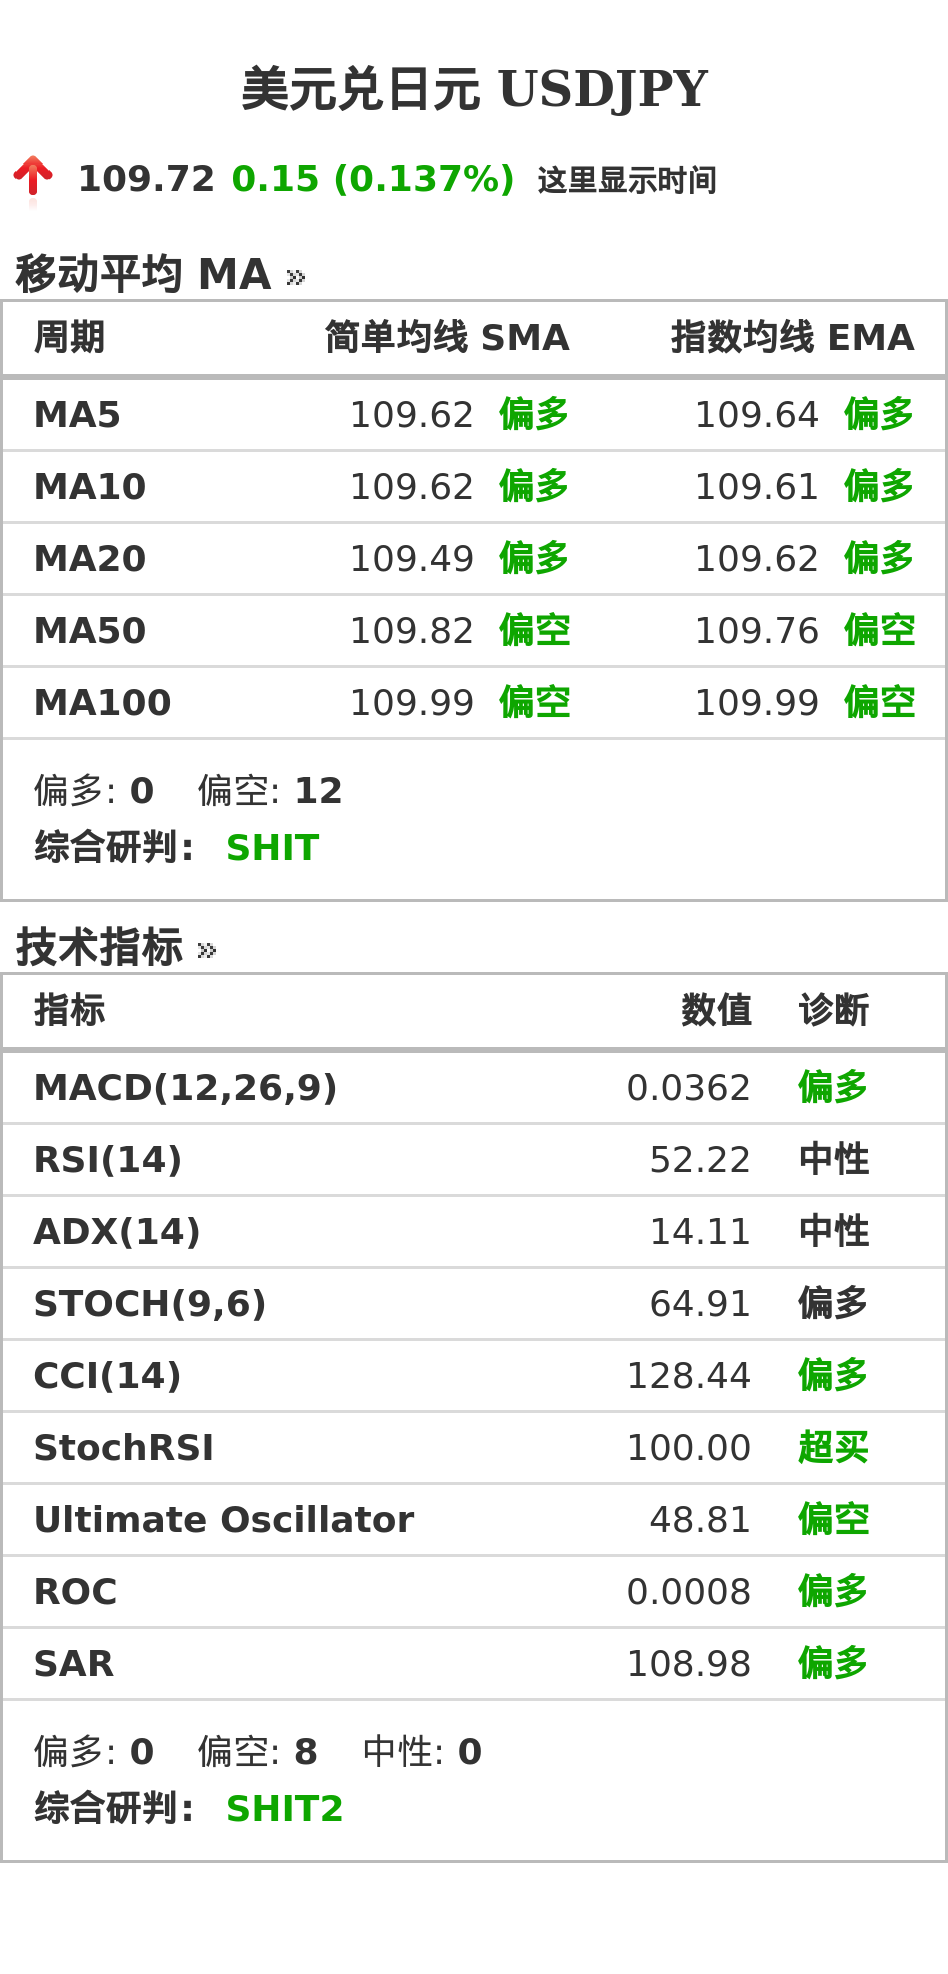 美元兑日元 USDJPY
109.72 0.15 (0.137%) 这里显示时间
移动平均 MA »
周期 简单均线 SMA 指数均线 EMA
MA5 109.62 偏多 109.64 偏多
MA10 109.62 偏多 109.61 偏多
MA20 109.49 偏多 109.62 偏多
MA50 109.82 偏空 109.76 偏空
MA100 109.99 偏空 109.99 偏空
偏多: 0 偏空: 12
综合研判: SHIT
技术指标 »
指标 数值 诊断
MACD(12,26,9) 0.0362 偏多
RSI(14) 52.22 中性
ADX(14) 14.11 中性
STOCH(9,6) 64.91 偏多
CCI(14) 128.44 偏多
StochRSI 100.00 超买
Ultimate Oscillator 48.81 偏空
ROC 0.0008 偏多
SAR 108.98 偏多
偏多: 0 偏空: 8 中性: 0
综合研判: SHIT2